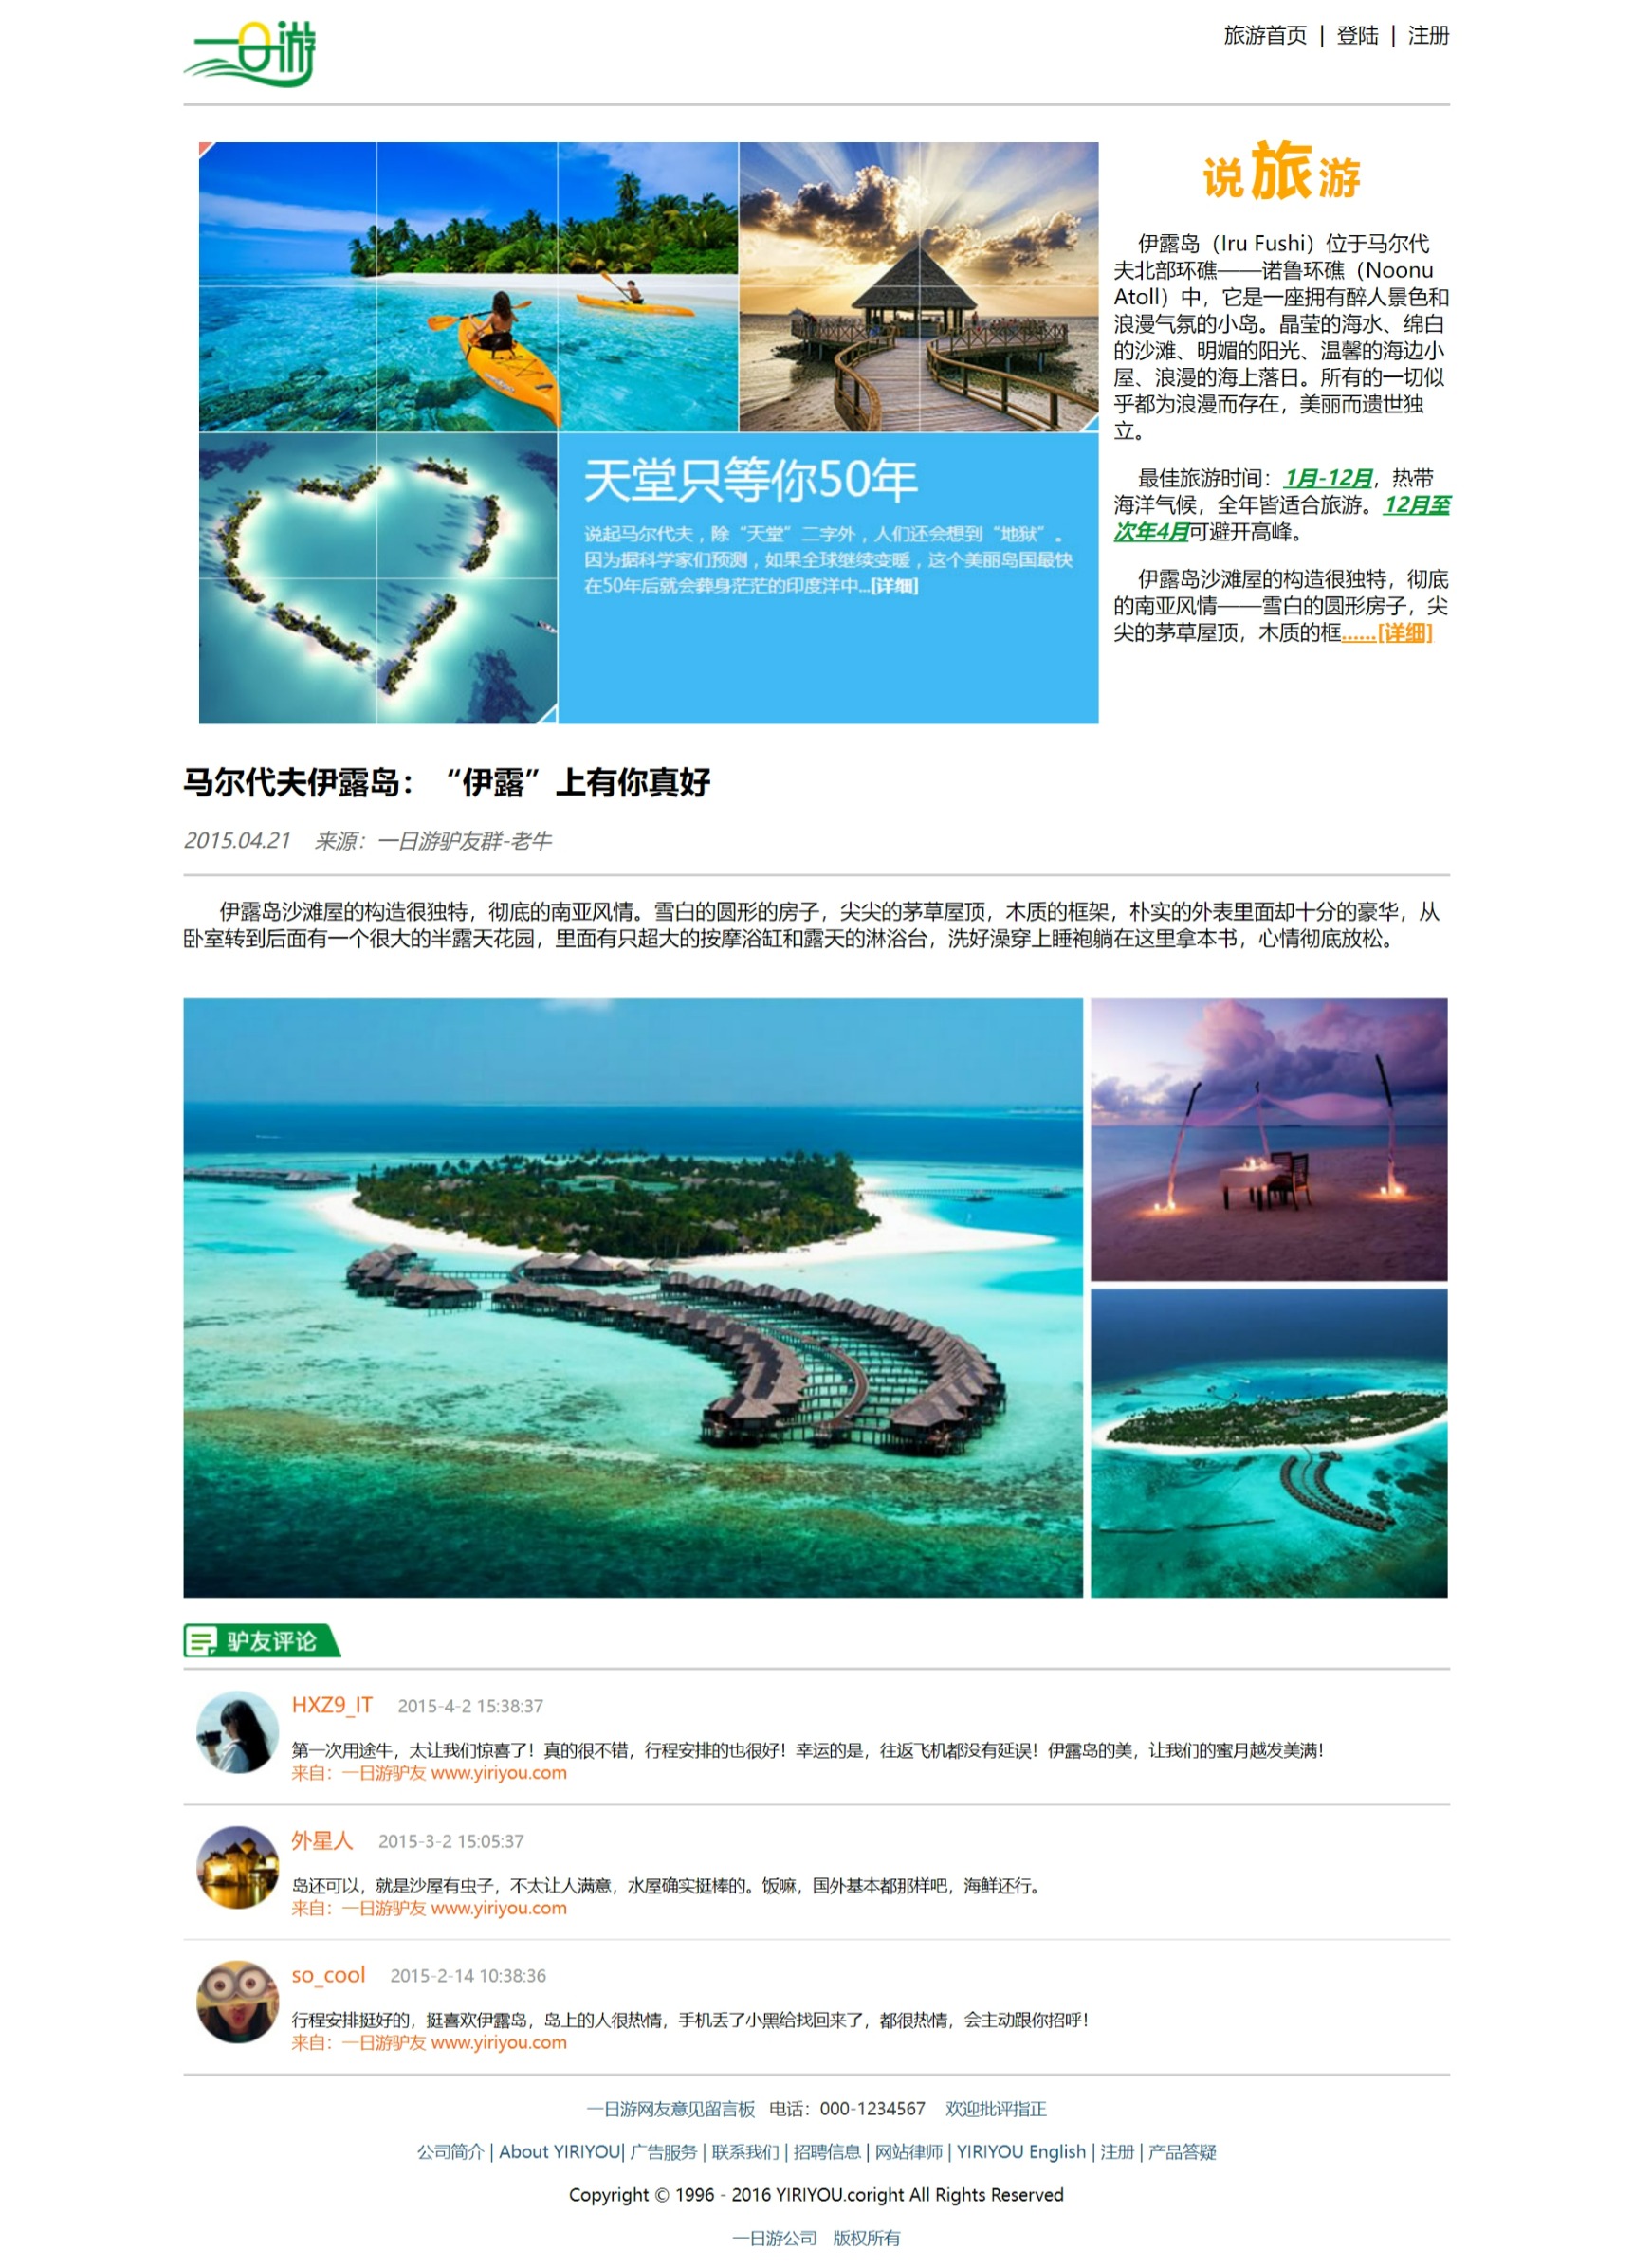 一日游
旅游首页 | 登陆 | 注册
天堂只等你50年
说起马尔代夫，除“天堂”二字外，人们还会想到“地狱”。
因为据科学家们预测，如果全球继续变暖，这个美丽岛国最快
在50年后就会葬身茫茫的印度洋中...[详细]
说旅游
伊露岛（Iru Fushi）位于马尔代
夫北部环礁——诺鲁环礁（Noonu
Atoll）中，它是一座拥有醉人景色和
浪漫气氛的小岛。晶莹的海水、绵白
的沙滩、明媚的阳光、温馨的海边小
屋、浪漫的海上落日。所有的一切似
乎都为浪漫而存在，美丽而遗世独
立。
最佳旅游时间：1月-12月，热带
海洋气候，全年皆适合旅游。12月至
次年4月可避开高峰。
伊露岛沙滩屋的构造很独特，彻底
的南亚风情——雪白的圆形房子，尖
尖的茅草屋顶，木质的框......[详细]
马尔代夫伊露岛：“伊露”上有你真好
2015.04.21 来源：一日游驴友群-老牛
伊露岛沙滩屋的构造很独特，彻底的南亚风情。雪白的圆形的房子，尖尖的茅草屋顶，木质的框架，朴实的外表里面却十分的豪华，从
卧室转到后面有一个很大的半露天花园，里面有只超大的按摩浴缸和露天的淋浴台，洗好澡穿上睡袍躺在这里拿本书，心情彻底放松。
驴友评论
HXZ9_IT 2015-4-2 15:38:37
第一次用途牛，太让我们惊喜了！真的很不错，行程安排的也很好！幸运的是，往返飞机都没有延误！伊露岛的美，让我们的蜜月越发美满！
来自：一日游驴友 www.yiriyou.com
外星人 2015-3-2 15:05:37
岛还可以，就是沙屋有虫子，不太让人满意，水屋确实挺棒的。饭嘛，国外基本都那样吧，海鲜还行。
来自：一日游驴友 www.yiriyou.com
so_cool 2015-2-14 10:38:36
行程安排挺好的，挺喜欢伊露岛，岛上的人很热情，手机丢了小黑给找回来了，都很热情，会主动跟你招呼！
来自：一日游驴友 www.yiriyou.com
一日游网友意见留言板 电话：000-1234567 欢迎批评指正
公司简介 | About YIRIYOU| 广告服务 | 联系我们 | 招聘信息 | 网站律师 | YIRIYOU English | 注册 | 产品答疑
Copyright © 1996 - 2016 YIRIYOU.coright All Rights Reserved
一日游公司 版权所有